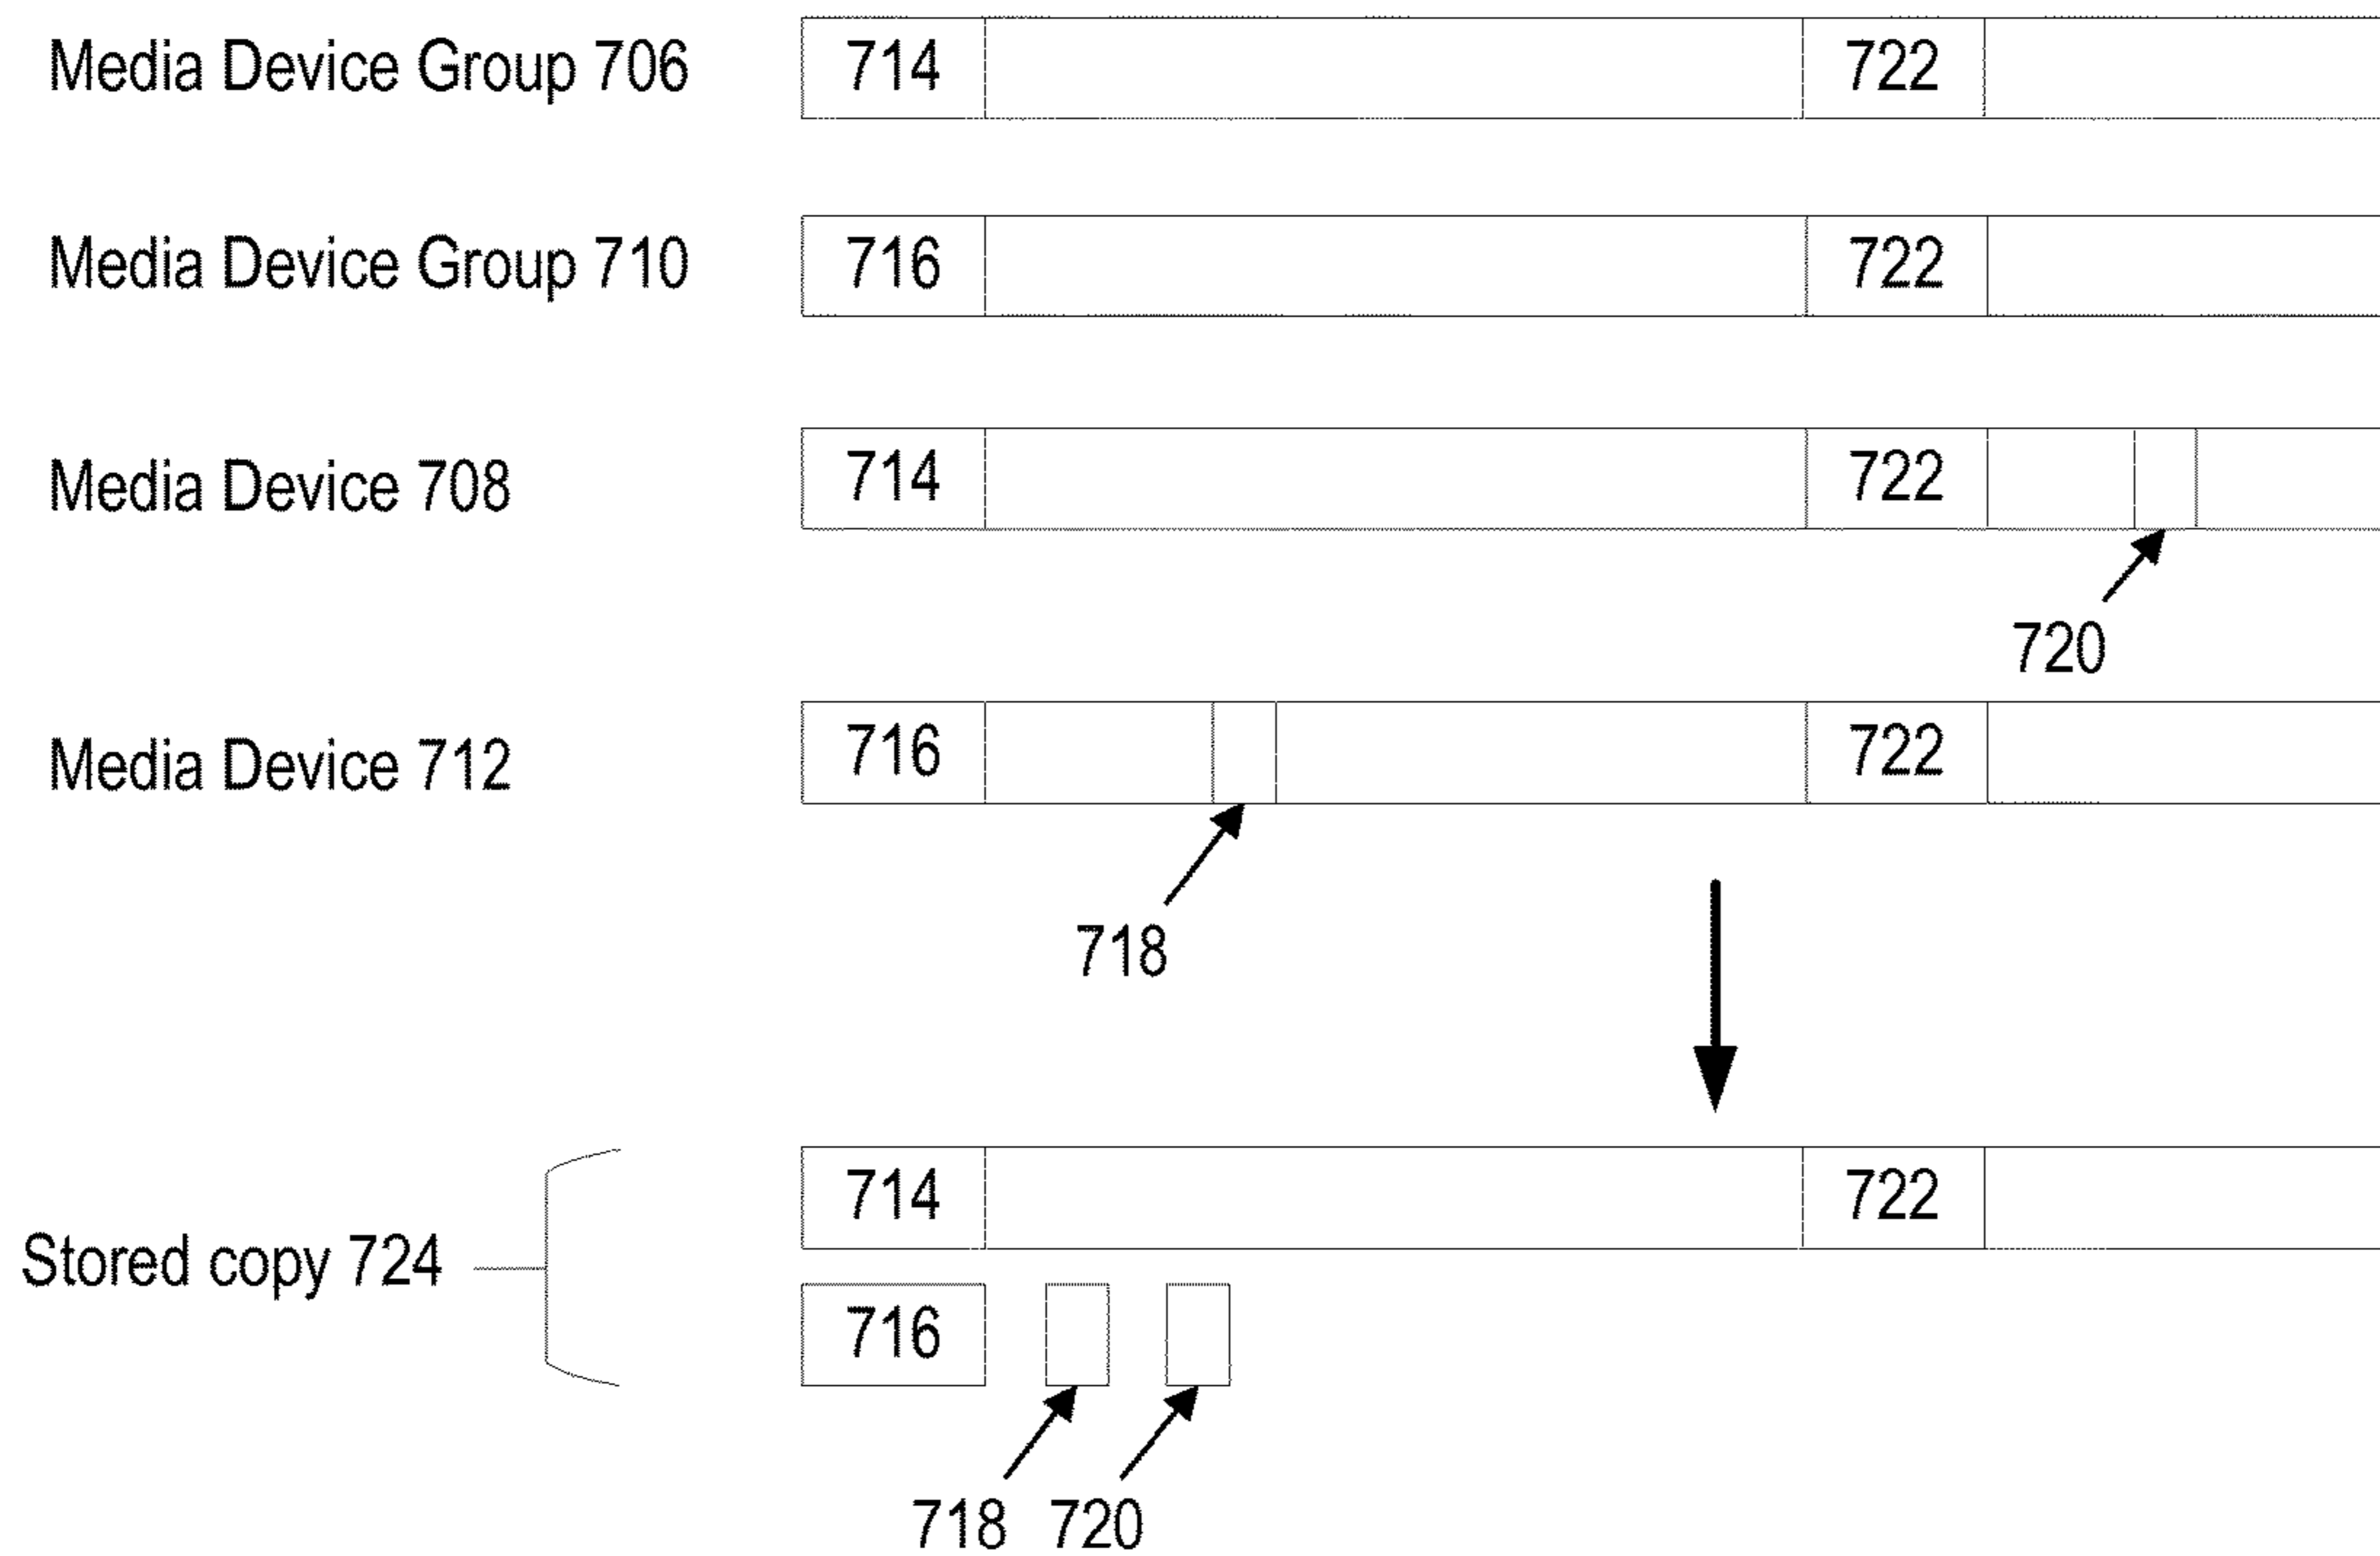 Media Device Group 706 714 722
Media Device Group 710 716 722
Media Device 708 714 722
720
Media Device 712 716 722
718
714 722
Stored copy 724
716
718 720